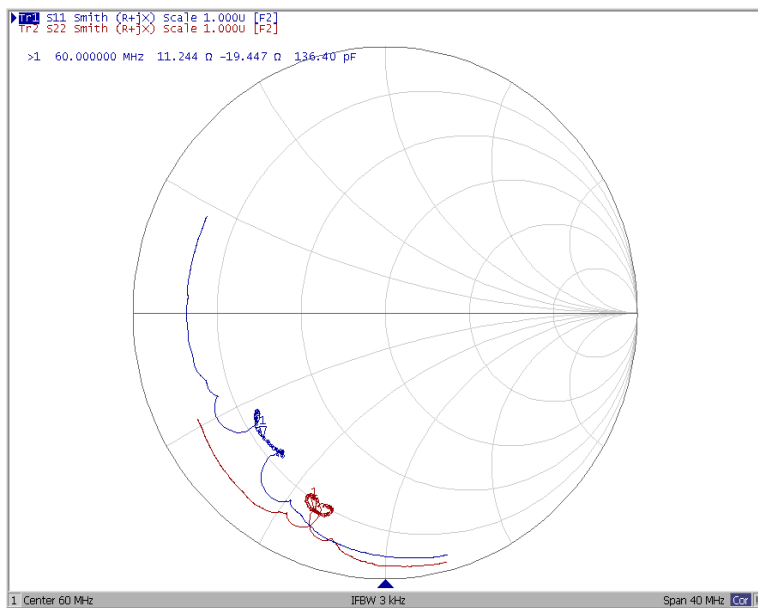 Tr1 S11 Smith (R+jX) Scale 1.000U [F2]
Tr2 S22 Smith (R+jX) Scale 1.000U [F2]
>1 60.000000 MHz 11.244 Ω -19.447 Ω 136.40 pF
1
1
1 Center 60 MHz IFBW 3 kHz Span 40 MHz Cor